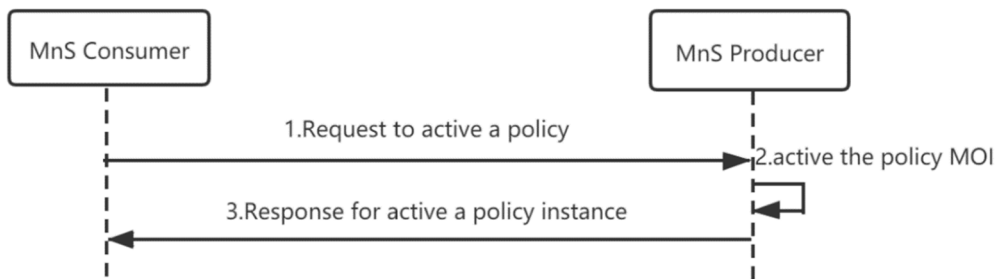 MnS Consumer
MnS Producer
1.Request to active a policy
2.active the policy MOI
3.Response for active a policy instance